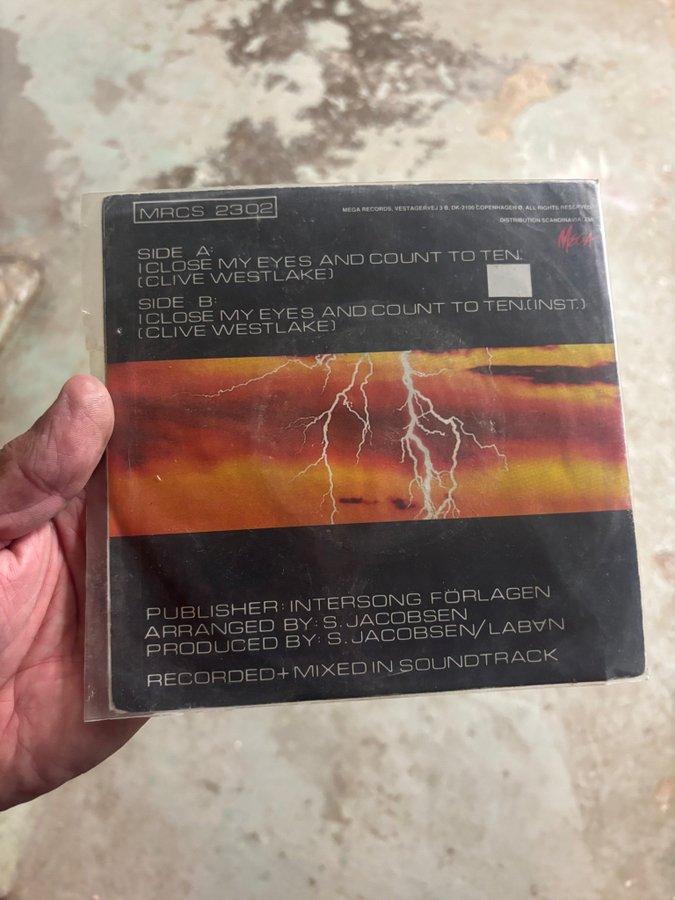 MRCS 2302
MEGA RECORDS, VESTAGERVEJ 3 B, DK-2100 COPENHAGEN Ø, ALL RIGHTS RESERVED
DISTRIBUTION SCANDINAVIA:
MEGA
SIDE A:
I CLOSE MY EYES AND COUNT TO TEN.
(CLIVE WESTLAKE)
SIDE B:
I CLOSE MY EYES AND COUNT TO TEN.(INST.)
(CLIVE WESTLAKE)
PUBLISHER: INTERSONG FÖRLAGEN
ARRANGED BY: S. JACOBSEN
PRODUCED BY: S. JACOBSEN/LAB∀N
RECORDED+MIXED IN SOUNDTRACK